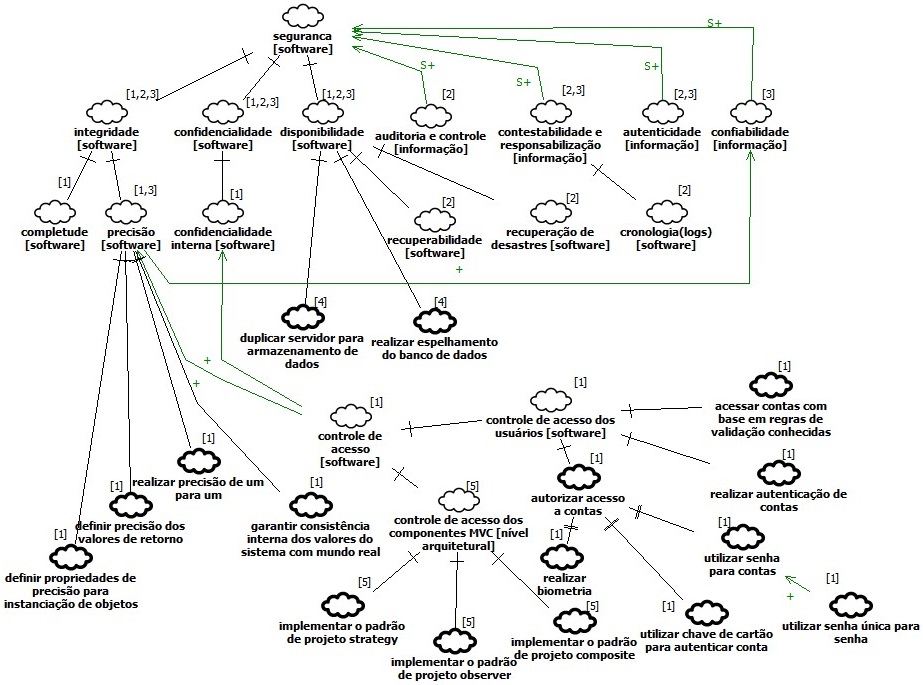 seguranca
[software]
S+
S+
S+
S+
[1,2,3]
integridade
[software]
[1,2,3]
confidencialidade
[software]
[1,2,3]
disponibilidade
[software]
[2]
auditoria e controle
[informação]
[2,3]
contestabilidade e
responsabilização
[informação]
[2,3]
autenticidade
[informação]
[3]
confiabilidade
[informação]
[1]
completude
[software]
[1,3]
precisão
[software]
[1]
confidencialidade
interna [software]
[2]
recuperabilidade
[software]
[2]
recuperação de
desastres [software]
[2]
cronologia(logs)
[software]
+
[4]
duplicar servidor para
armazenamento de
dados
[4]
realizar espelhamento
do banco de dados
+
+
[1]
controle de
acesso
[software]
[1]
controle de acesso dos
usuários [software]
[1]
acessar contas com
base em regras de
validação conhecidas
[1]
realizar precisão de um
para um
[1]
definir precisão dos
valores de retorno
[1]
garantir consistência
interna dos valores do
sistema com mundo real
[5]
controle de acesso dos
componentes MVC [nível
arquitetural]
[1]
autorizar acesso
a contas
[1]
realizar autenticação de
contas
[1]
definir propriedades de
precisão para
instanciação de objetos
[1]
realizar
biometria
[1]
utilizar senha
para contas
[5]
implementar o padrão
de projeto strategy
[5]
implementar o padrão
de projeto observer
[5]
implementar o padrão
de projeto composite
[1]
utilizar chave de cartão
para autenticar conta
+
[1]
utilizar senha única para
senha